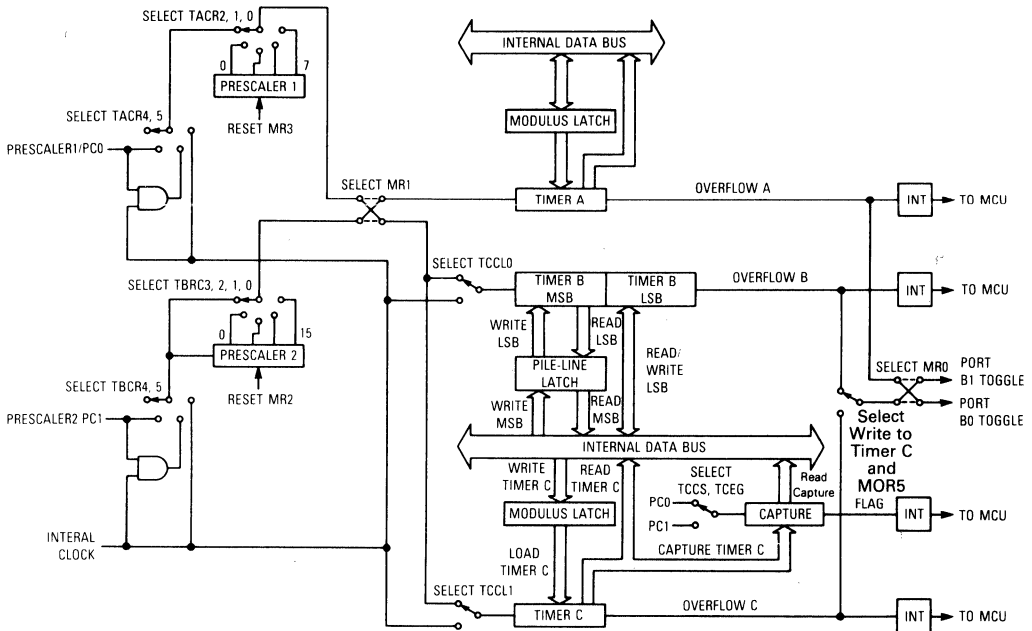 SELECT TACR2, 1, 0
INTERNAL DATA BUS
0
7
PRESCALER 1
RESET MR3
MODULUS LATCH
SELECT TACR4, 5
PRESCALER1/PC0
SELECT MR1
TIMER A
OVERFLOW A
INT
TO MCU
SELECT TCCL0
SELECT TBRC3, 2, 1, 0
TIMER B
MSB
TIMER B
LSB
OVERFLOW B
INT
TO MCU
0
15
PRESCALER 2
RESET MR2
WRITE
LSB
READ
LSB
READ/
WRITE
LSB
PILE-LINE
LATCH
WRITE
MSB
READ
MSB
SELECT MR0
PORT
B1 TOGGLE
PORT
B0 TOGGLE
SELECT TBCR4, 5
PRESCALER2 PC1
Select
Write to
Timer C
and
MOR5
INTERNAL DATA BUS
WRITE
TIMER C
READ
TIMER C
SELECT
TCCS, TCEG
Read
Capture
PC0
PC1
MODULUS LATCH
CAPTURE
FLAG
INT
TO MCU
INTERAL
CLOCK
LOAD
TIMER C
CAPTURE TIMER C
SELECT TCCL1
TIMER C
OVERFLOW C
INT
TO MCU